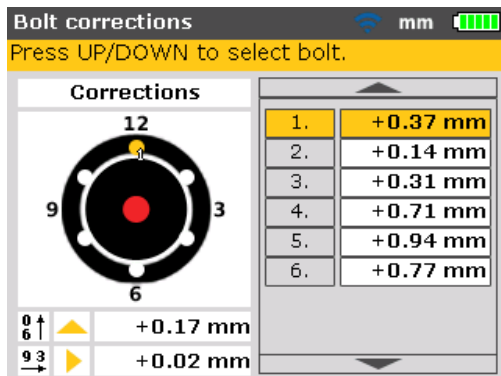 Bolt corrections mm
Press UP/DOWN to select bolt.
Corrections
12
1
9 3
6
1. +0.37 mm
2. +0.14 mm
3. +0.31 mm
4. +0.71 mm
5. +0.94 mm
6. +0.77 mm
0
6 +0.17 mm
9 3 +0.02 mm